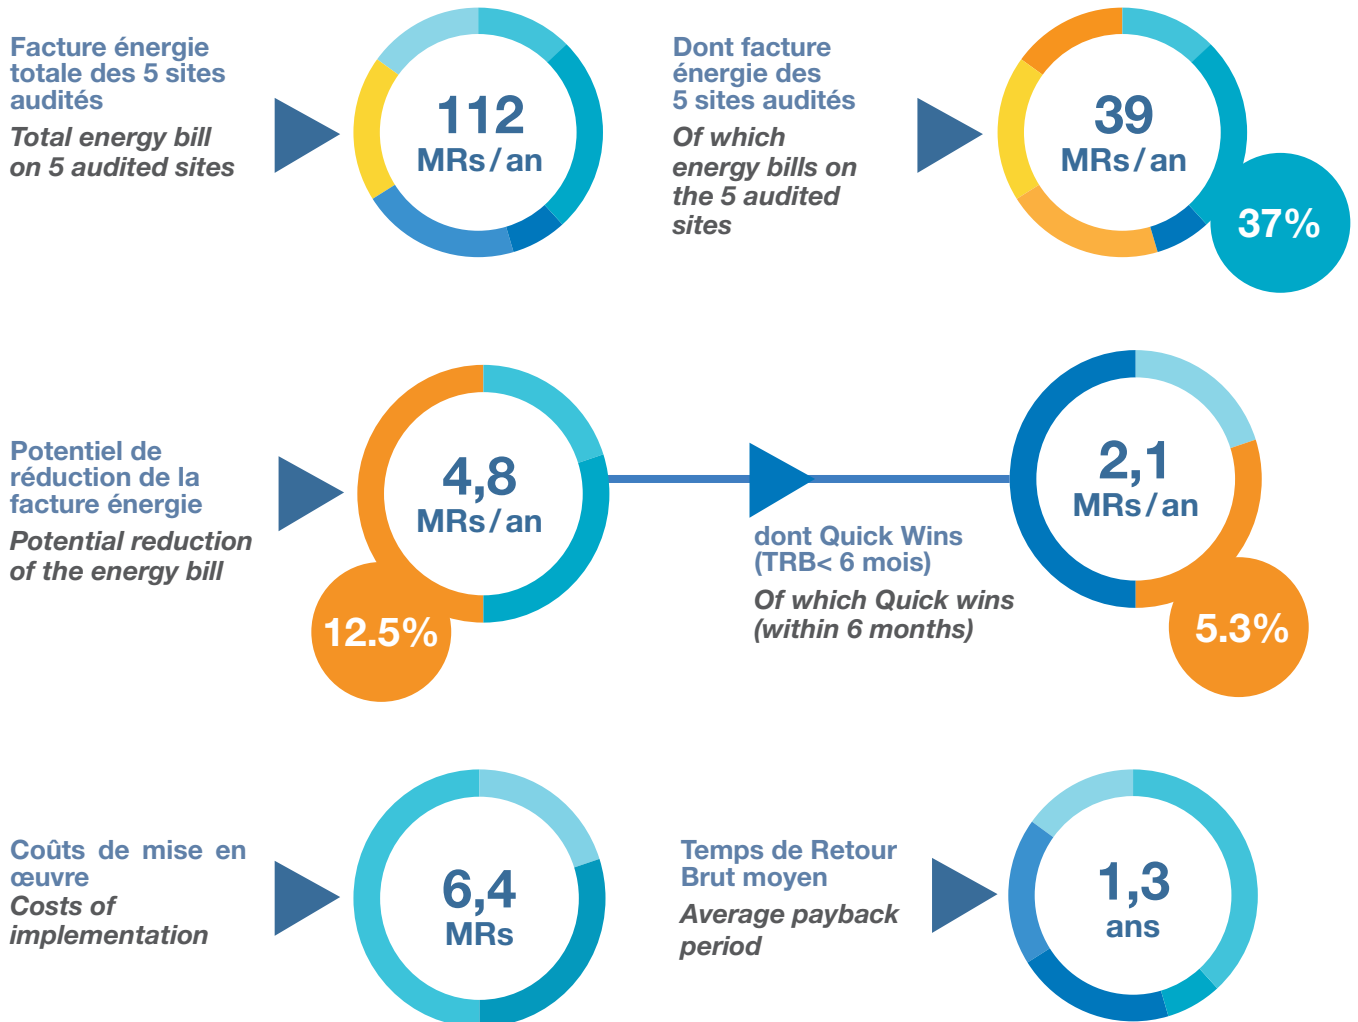 Facture énergie
totale des 5 sites
audités
Total energy bill
on 5 audited sites
112
MRs/an
Dont facture
énergie des
5 sites audités
Of which
energy bills on
the 5 audited
sites
39
MRs/an
37%
Potentiel de
réduction de la
facture énergie
Potential reduction
of the energy bill
4,8
MRs/an
12.5%
dont Quick Wins
(TRB< 6 mois)
Of which Quick wins
(within 6 months)
2,1
MRs/an
5.3%
Coûts de mise en
œuvre
Costs of
implementation
6,4
MRs
Temps de Retour
Brut moyen
Average payback
period
1,3
ans